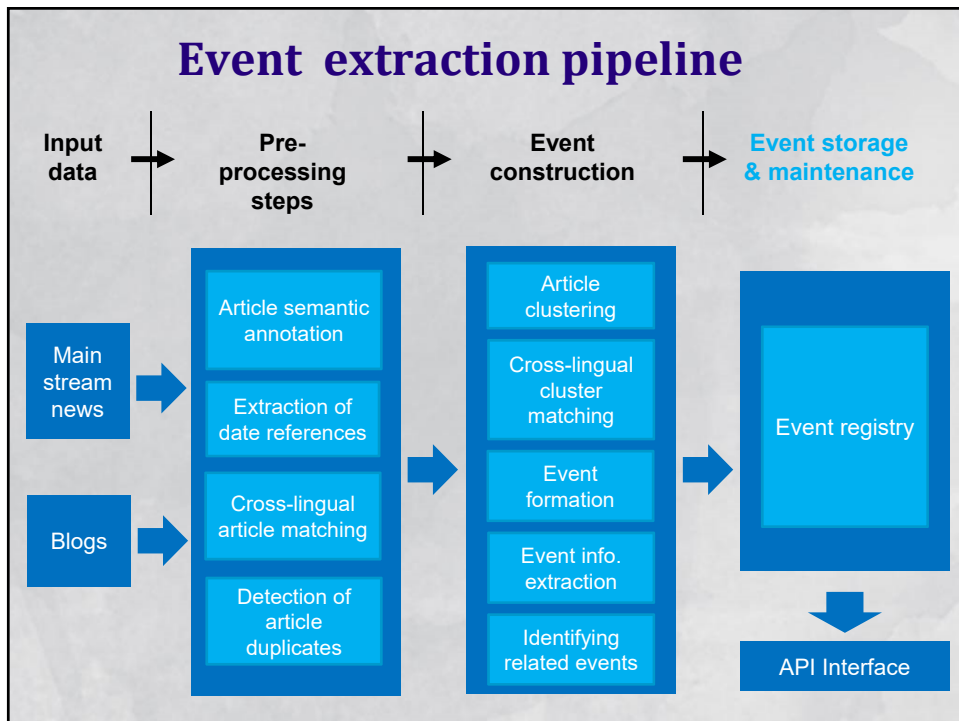 Event extraction pipeline
Input
data
Pre-
processing
steps
Event
construction
Event storage
& maintenance
Main
stream
news
Blogs
Article semantic
annotation
Extraction of
date references
Cross-lingual
article matching
Detection of
article
duplicates
Article
clustering
Cross-lingual
cluster
matching
Event
formation
Event info.
extraction
Identifying
related events
Event registry
API Interface